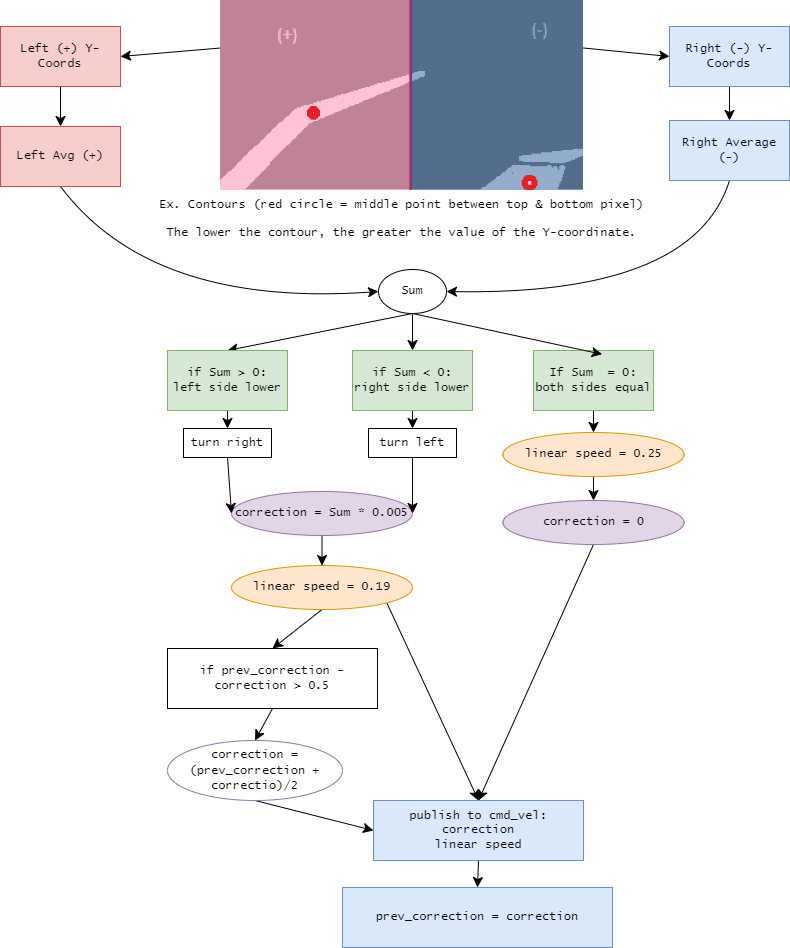 (+)
(-)
Left (+) Y-
Coords
Right (-) Y-
Coords
Left Avg (+)
Right Average
(-)
Ex. Contours (red circle = middle point between top & bottom pixel)
The lower the contour, the greater the value of the Y-coordinate.
Sum
if Sum > 0:
left side lower
if Sum < 0:
right side lower
If Sum  = 0:
both sides equal
turn right
turn left
linear speed = 0.25
correction = Sum * 0.005
correction = 0
linear speed = 0.19
if prev_correction -
correction > 0.5
correction =
(prev_correction +
correctio)/2
publish to cmd_vel:
correction
linear speed
prev_correction = correction